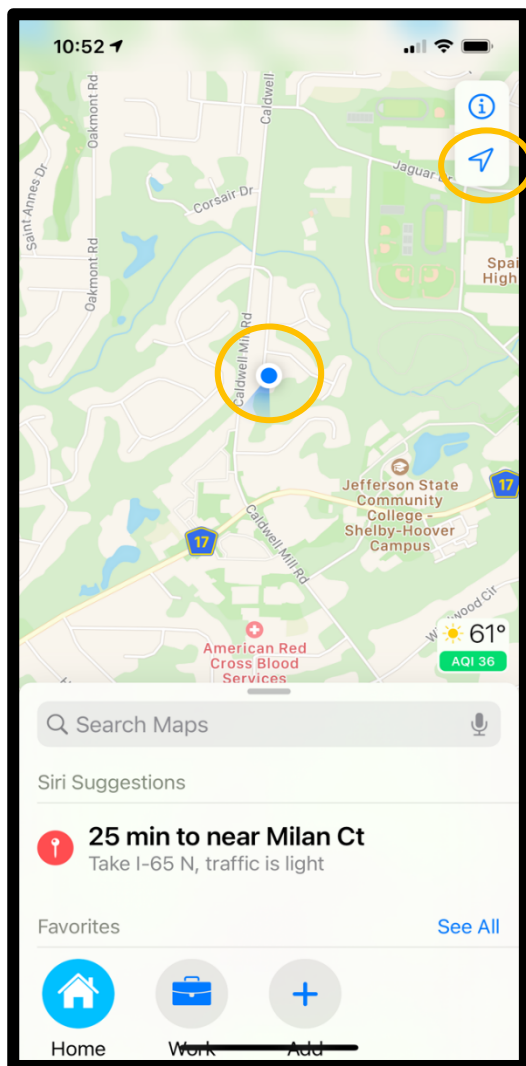 10:52
Oakmont Rd
Caldwell
Saint Annes Dr
Corsair Dr
Jaguar
Oakmont Rd
Spai
High
Caldwell Mill Rd
Jefferson State
Community
College -
Shelby-Hoover
Campus
17
17
Caldwell Mill Rd
American Red
Cross Blood
Services
61°
AQI 36
Search Maps
Siri Suggestions
25 min to near Milan Ct
Take I-65 N, traffic is light
Favorites
See All
Home
Work
Add